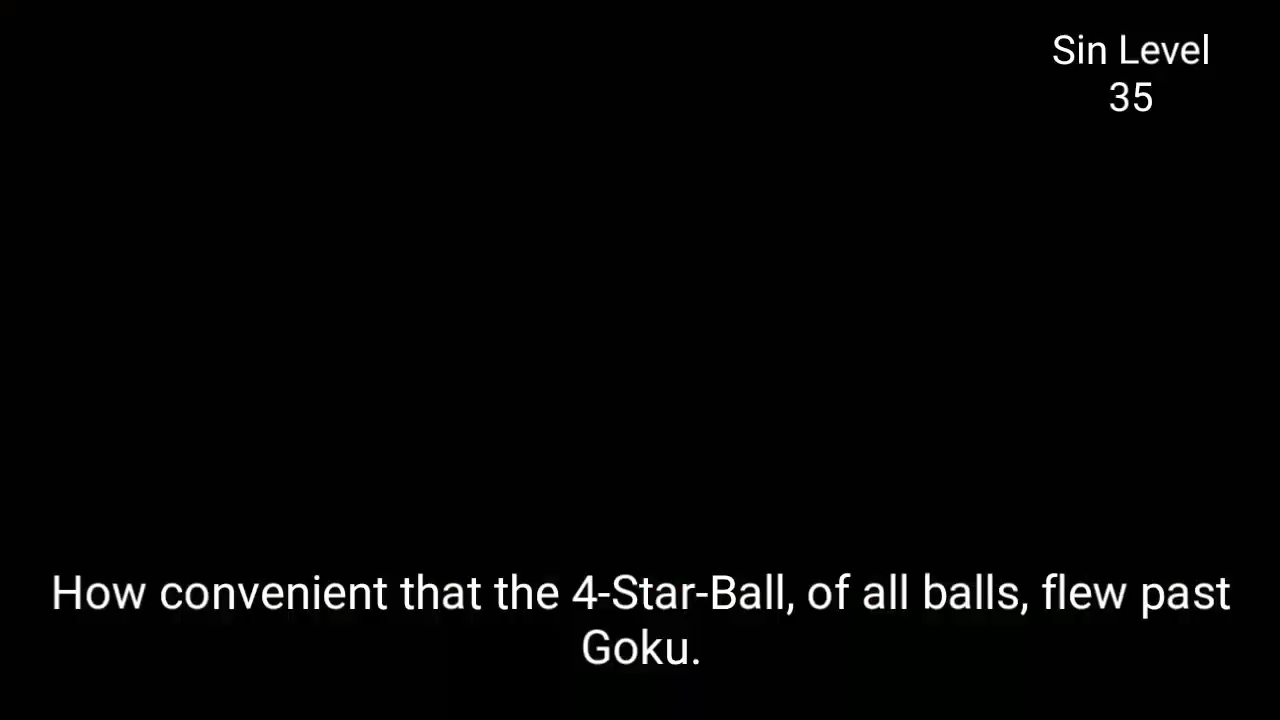 Sin Level
35
How convenient that the 4-Star-Ball, of all balls, flew past
Goku.